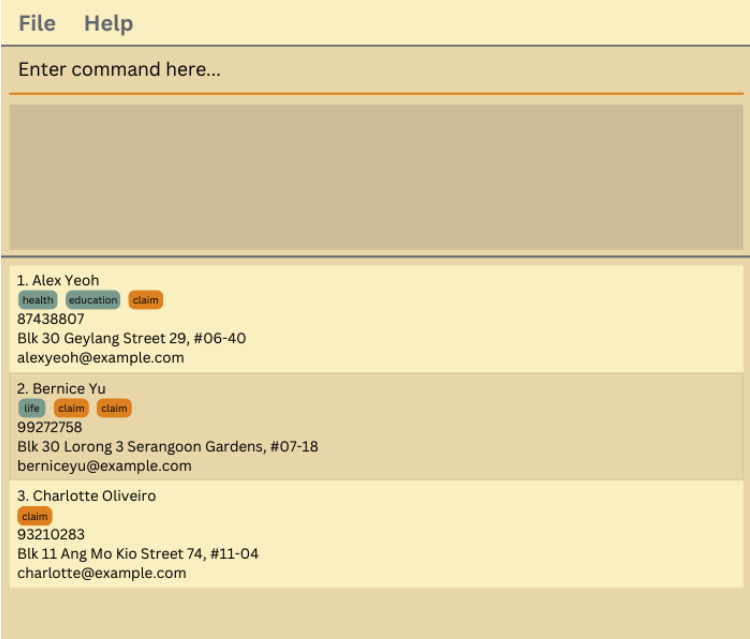 File Help
Enter command here...
1. Alex Yeoh
health education claim
87438807
Blk 30 Geylang Street 29, #06-40
alexyeoh@example.com
2. Bernice Yu
life claim claim
99272758
Blk 30 Lorong 3 Serangoon Gardens, #07-18
berniceyu@example.com
3. Charlotte Oliveiro
claim
93210283
Blk 11 Ang Mo Kio Street 74, #11-04
charlotte@example.com